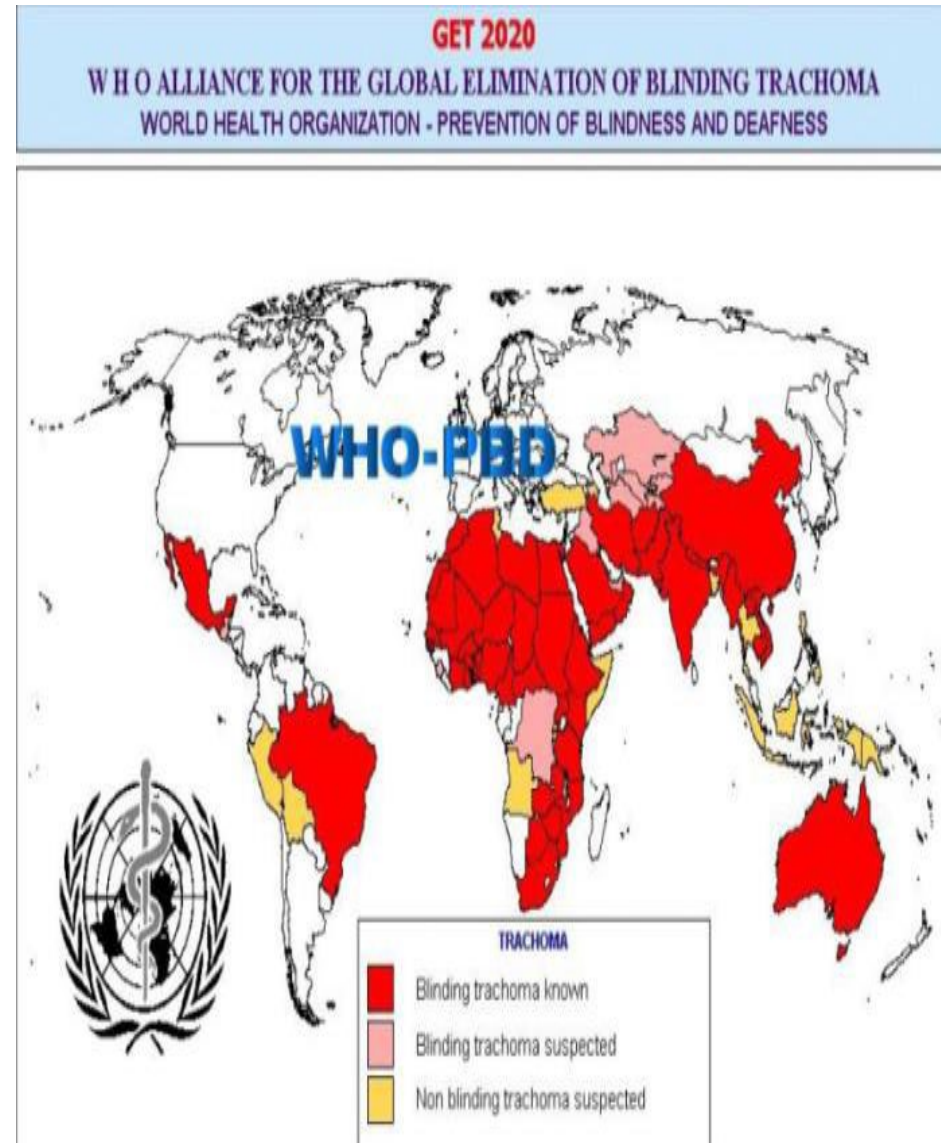 GET 2020
W H O ALLIANCE FOR THE GLOBAL ELIMINATION OF BLINDING TRACHOMA
WORLD HEALTH ORGANIZATION - PREVENTION OF BLINDNESS AND DEAFNESS
WHO-PBD
TRACHOMA
Blinding trachoma known
Blinding trachoma suspected
Non blinding trachoma suspected